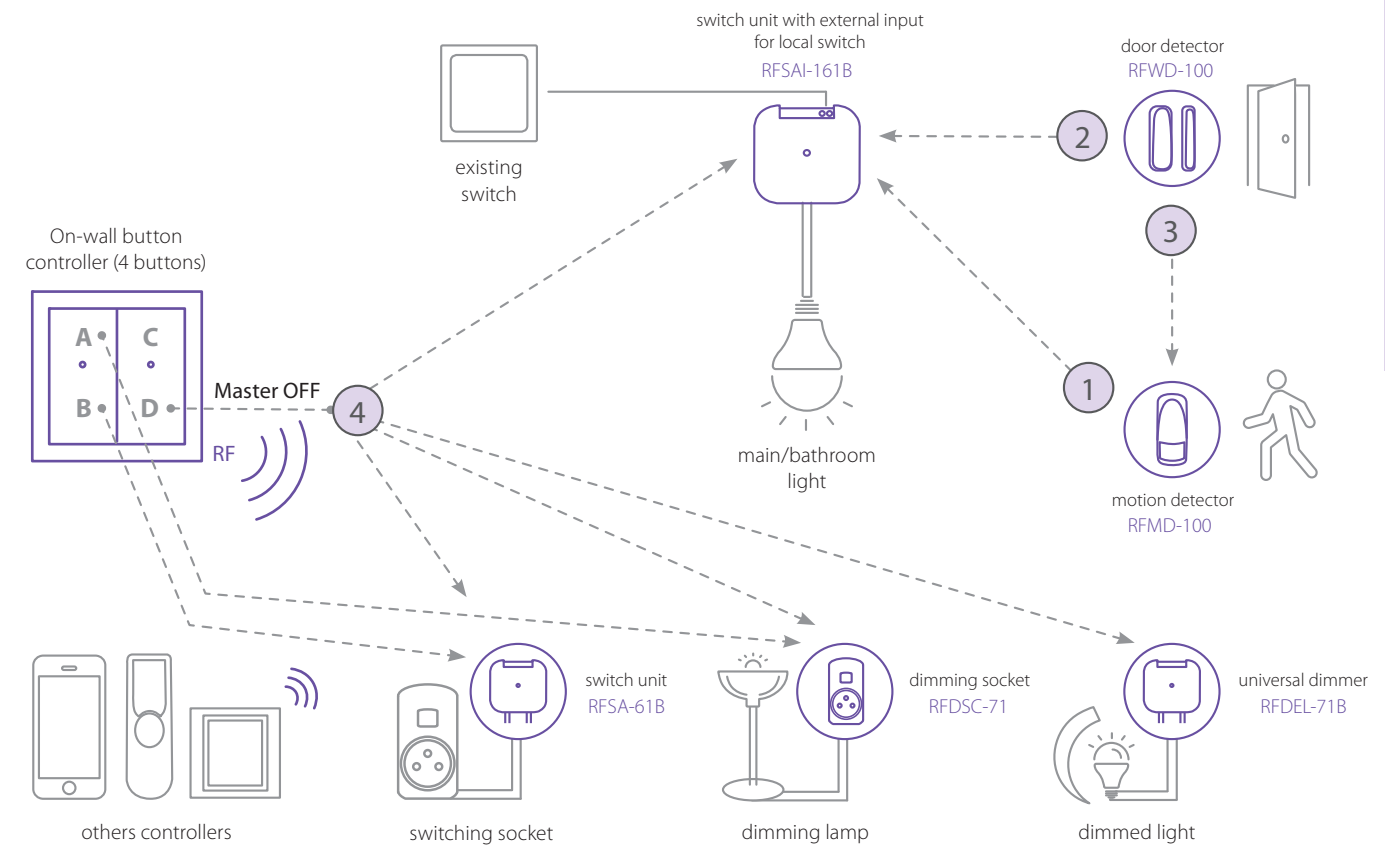 switch unit with external input
for local switch
RFSAI-161B
door detector
RFWD-100
2
existing
switch
3
On-wall button
controller (4 buttons)
A
C
B
D
Master OFF
RF
4
1
main/bathroom
light
motion detector
RFMD-100
switch unit
RFSA-61B
dimming socket
RFDSC-71
universal dimmer
RFDEL-71B
others controllers
switching socket
dimming lamp
dimmed light